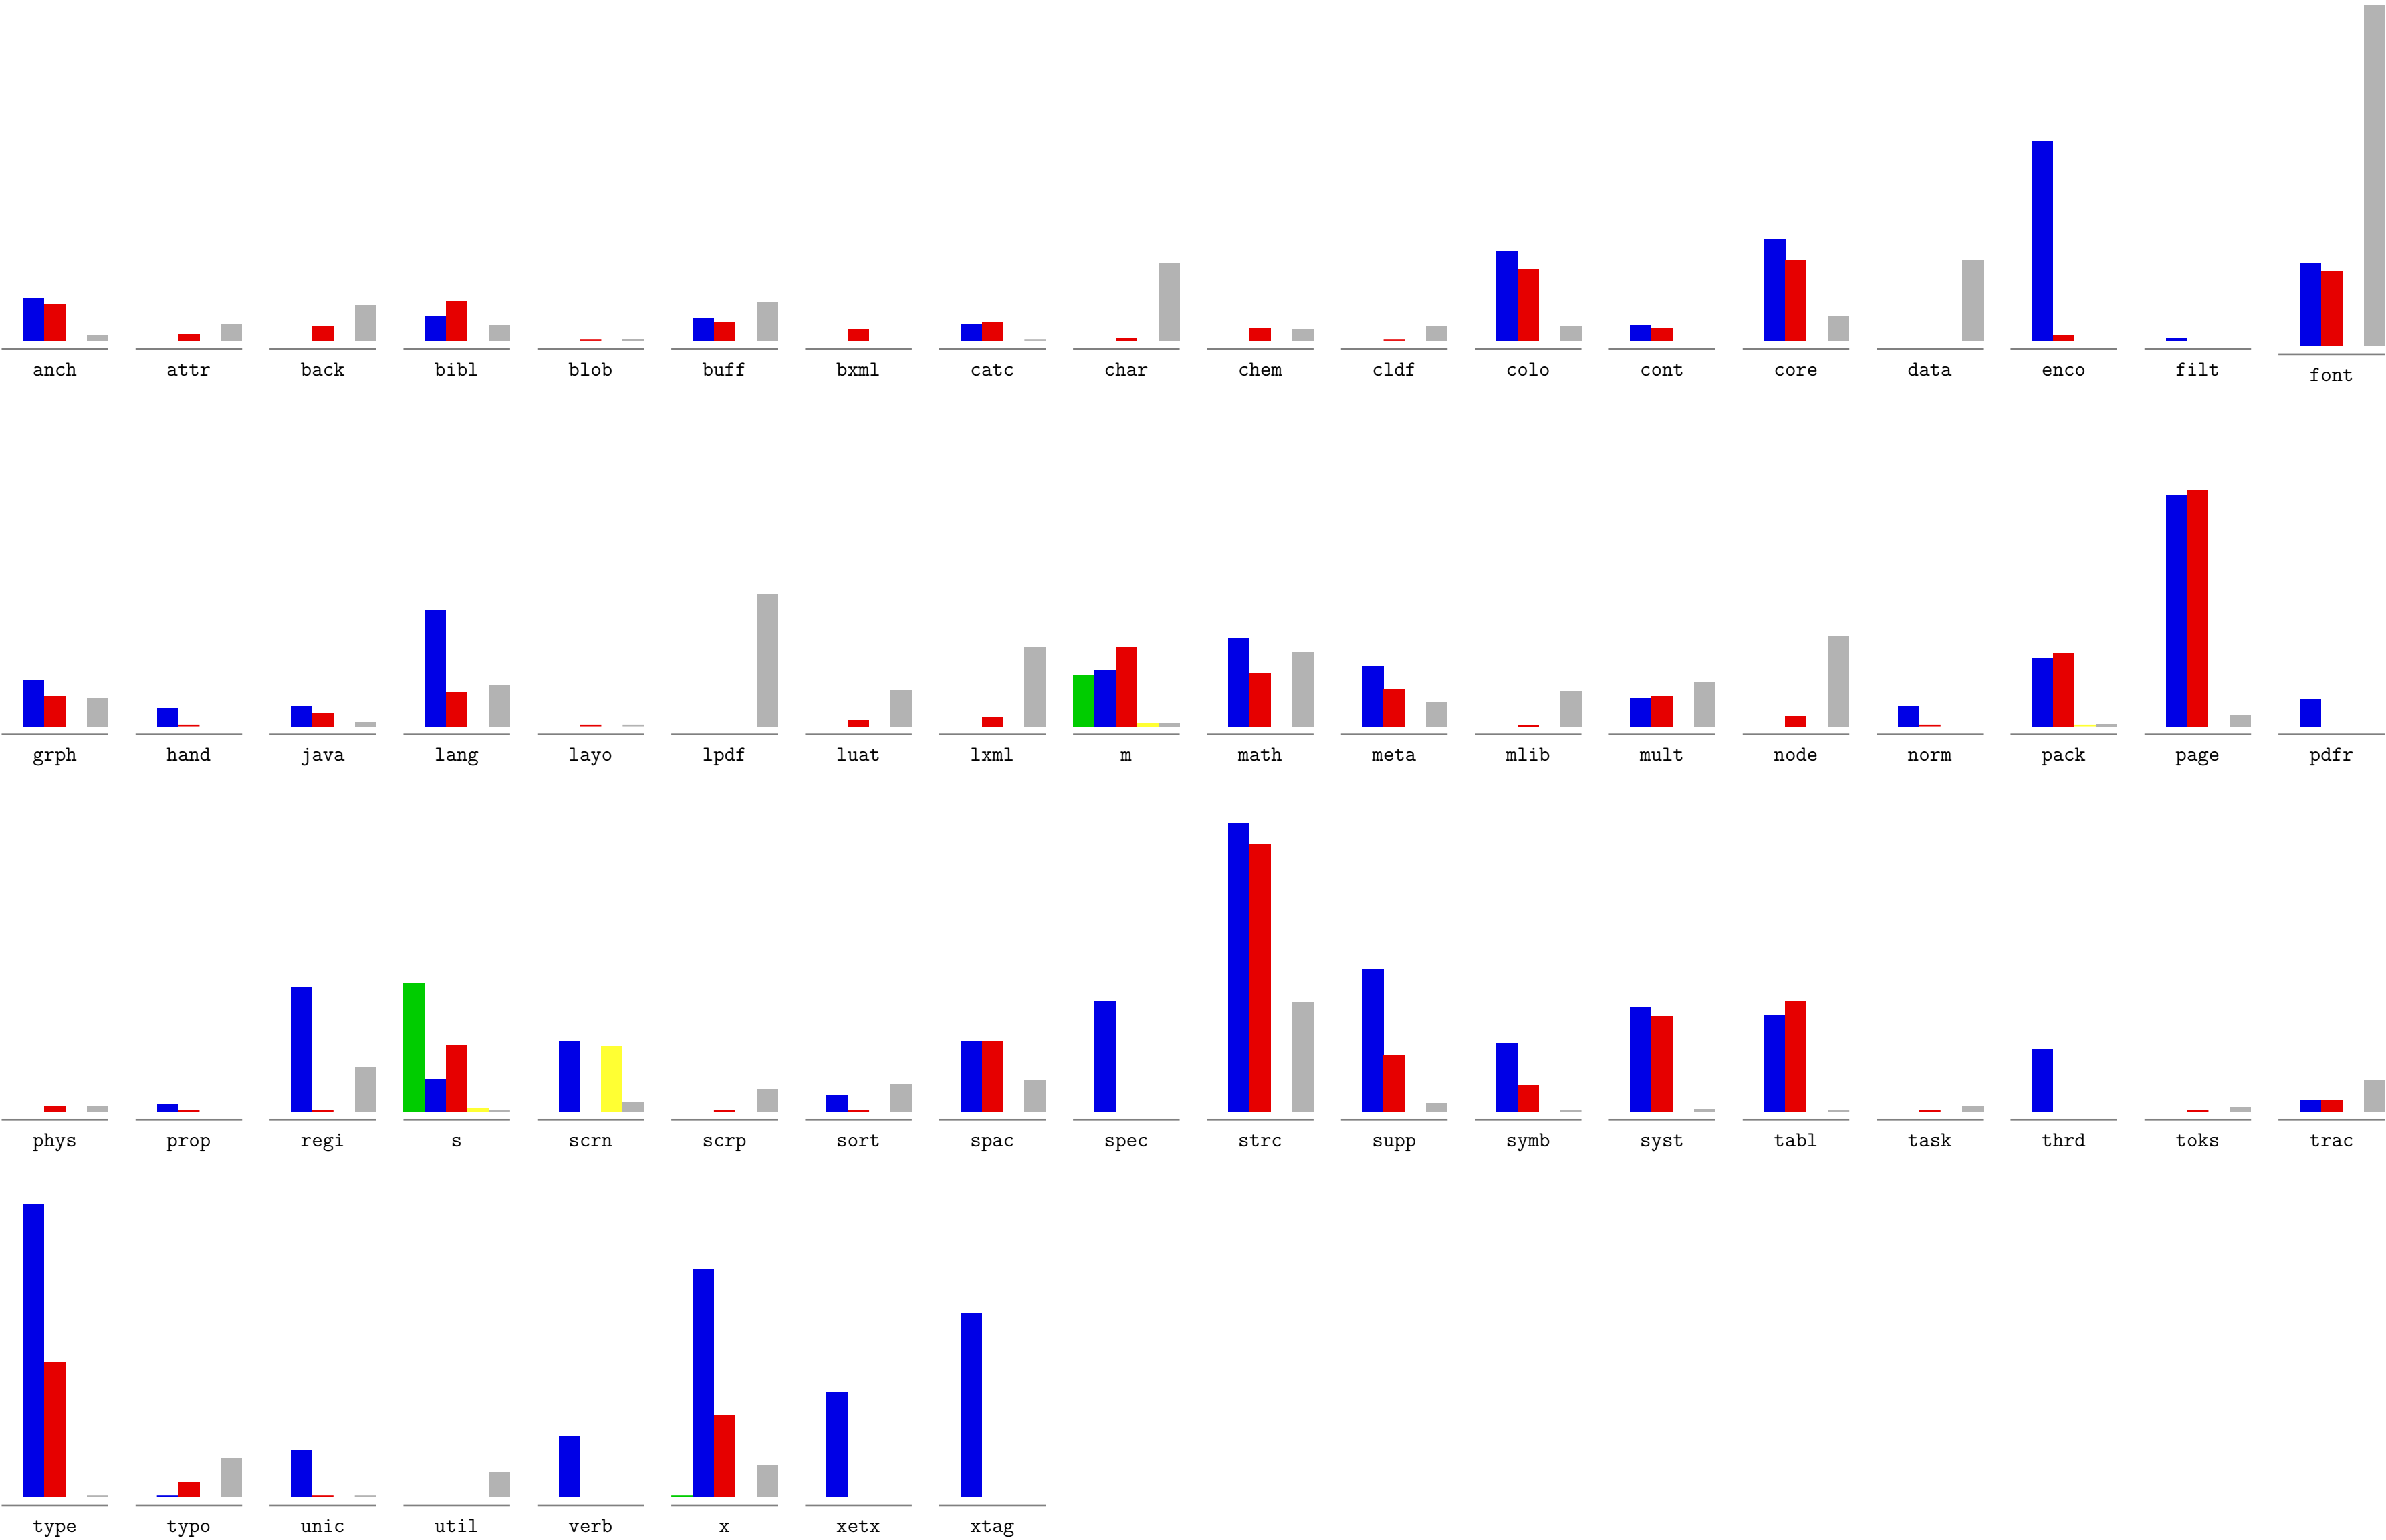 anch attr back bibl blob buff bxml catc char chem cldf colo cont core data enco filt font
grph hand java lang layo lpdf luat lxml m math meta mlib mult node norm pack page pdfr
phys prop regi s scrn scrp sort spac spec strc supp symb syst tabl task thrd toks trac
type typo unic util verb x xetx xtag